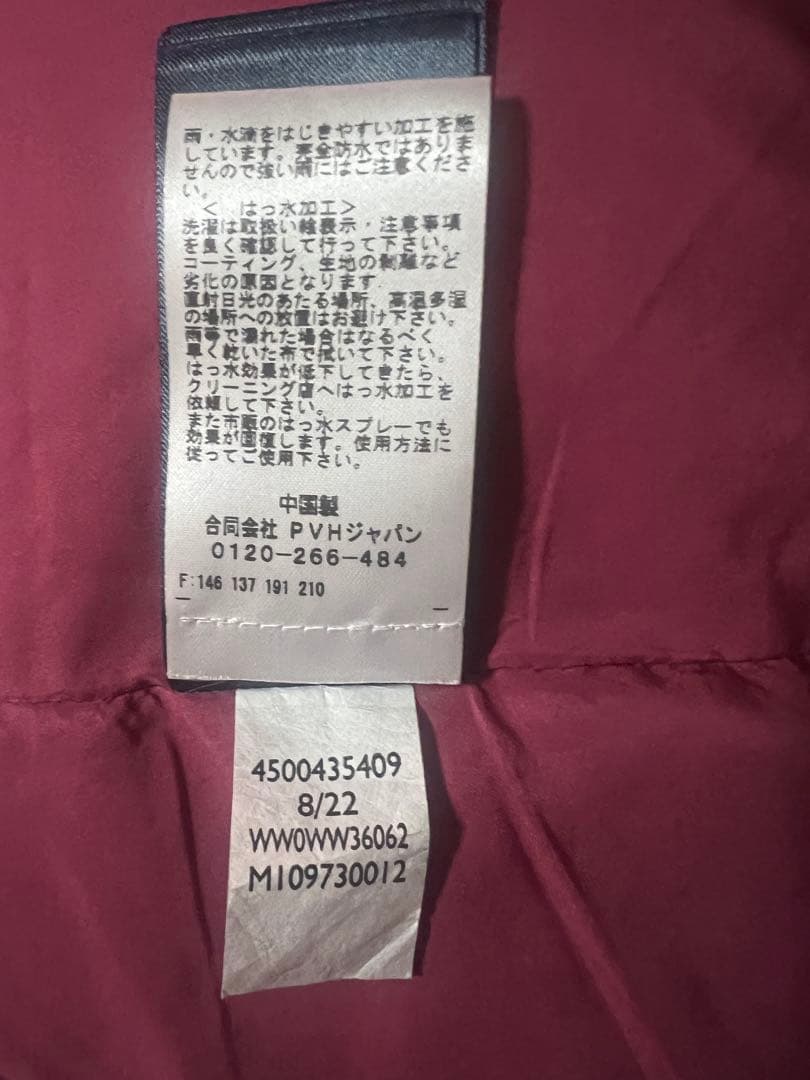 雨・水滴をはじきやすい加工を施
しています。完全防水ではありま
せんので強い雨にはご注意くださ
い。
＜　はっ水加工＞
洗濯は取扱い絵表示・注意事項
を良く確認して行って下さい。
コーティング、生地の剥離など
劣化の原因となります.
直射日光のあたる場所、高温多湿
の場所への放置はお避け下さい。
雨等で濡れた場合はなるべく
早く乾いた布で拭いて下さい。
はっ水効果が低下してきたら、
クリーニング店へはっ水加工を
依頼して下さい。
また市販のはっ水スプレーでも
効果が回復します。使用方法に
従ってご使用下さい。
中国製
合同会社 PVHジャパン
0120-266-484
F:146 137 191 210
4500435409
8/22
WW0WW36062
M109730012